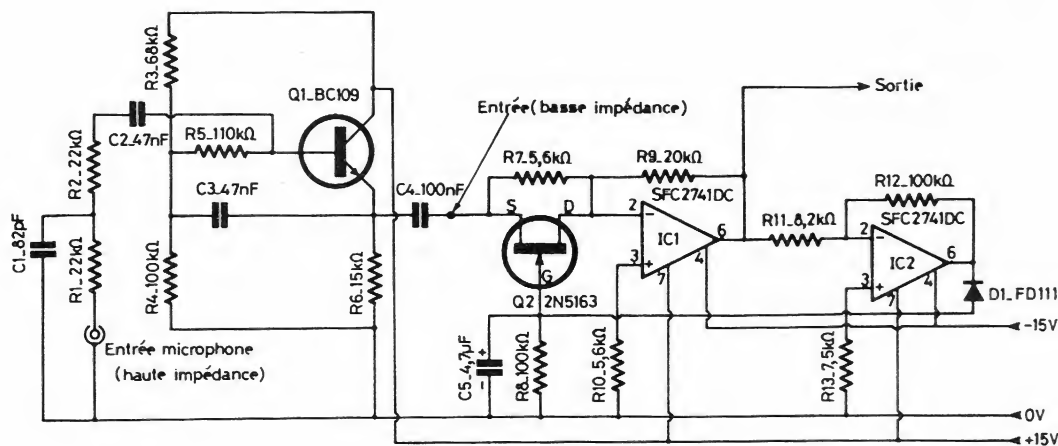 R3_68kΩ
Q1_BC109
C2_47nF
R5_110kΩ
R2_22kΩ
C3_47nF
C1_82pF
R1_22kΩ
R4_100kΩ
R6_15kΩ
Entrée microphone
(haute impédance)
Entrée (basse impédance)
C4_100nF
R7_5,6kΩ
S
D
G
Q2
2N5163
C5_4,7µF
+
-
R8_100kΩ
R9_20kΩ
SFC2741DC
2
-
IC1
6
3
+
7
4
R10_5,6kΩ
Sortie
R11_8,2kΩ
R12_100kΩ
SFC2741DC
2
-
IC2
6
3
+
7
4
D1_FD111
R13_7,5kΩ
-15V
0V
+15V